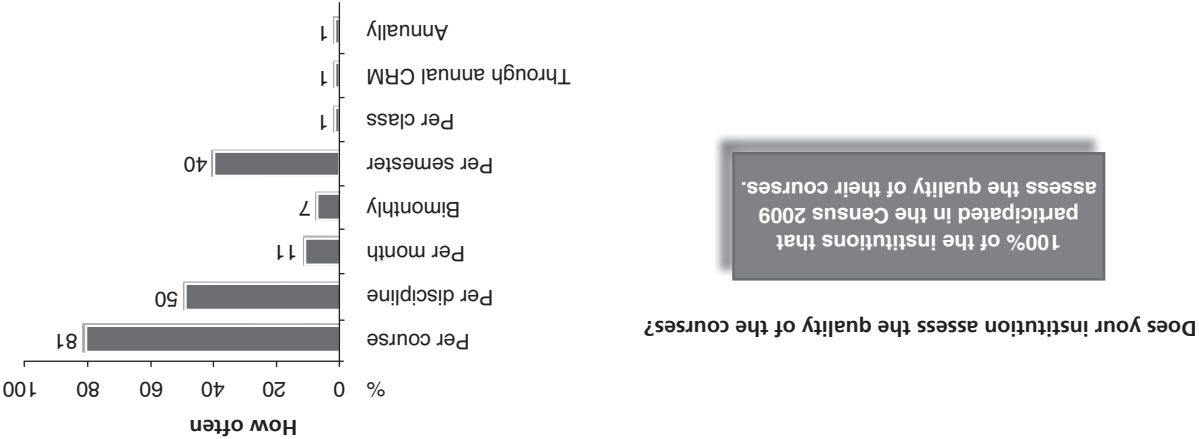 Does your institution assess the quality of the courses?
100% of the institutions that
participated in the Census 2009
assess the quality of their courses.
How often
% 0 20 40 60 80 100
Per course 81
Per discipline 50
Per month 11
Bimonthly 7
Per semester 40
Per class 1
Through annual CRM 1
Annually 1